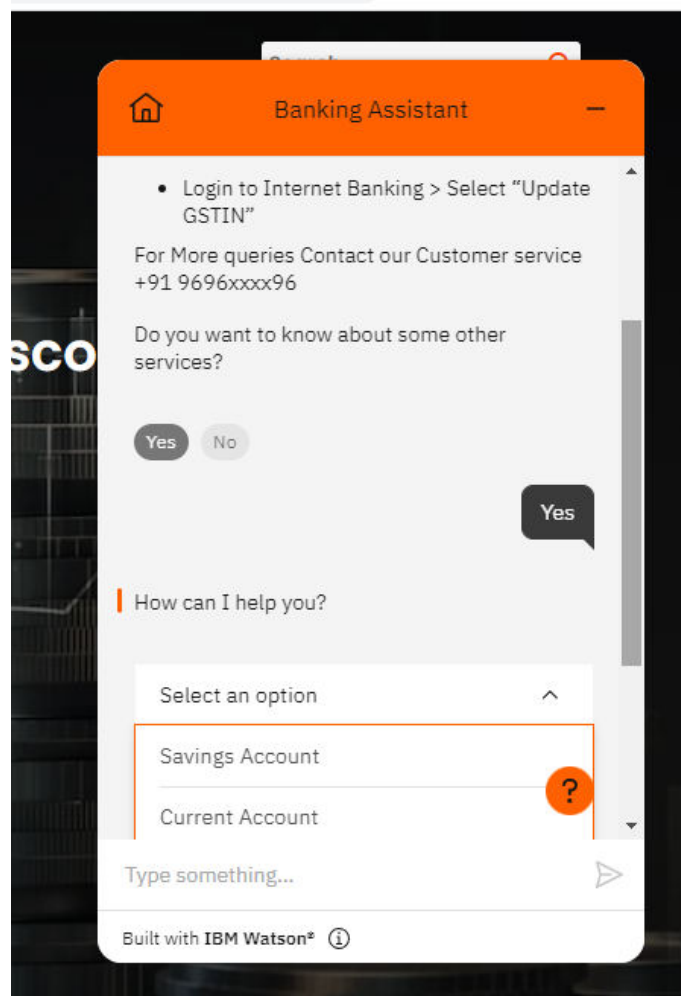 Banking Assistant
• Login to Internet Banking > Select “Update
GSTIN”
For More queries Contact our Customer service
+91 9696xxxx96
Do you want to know about some other
services?
Yes No
Yes
How can I help you?
Select an option
Savings Account
?
Current Account
Type something...
Built with IBM Watson®
sco